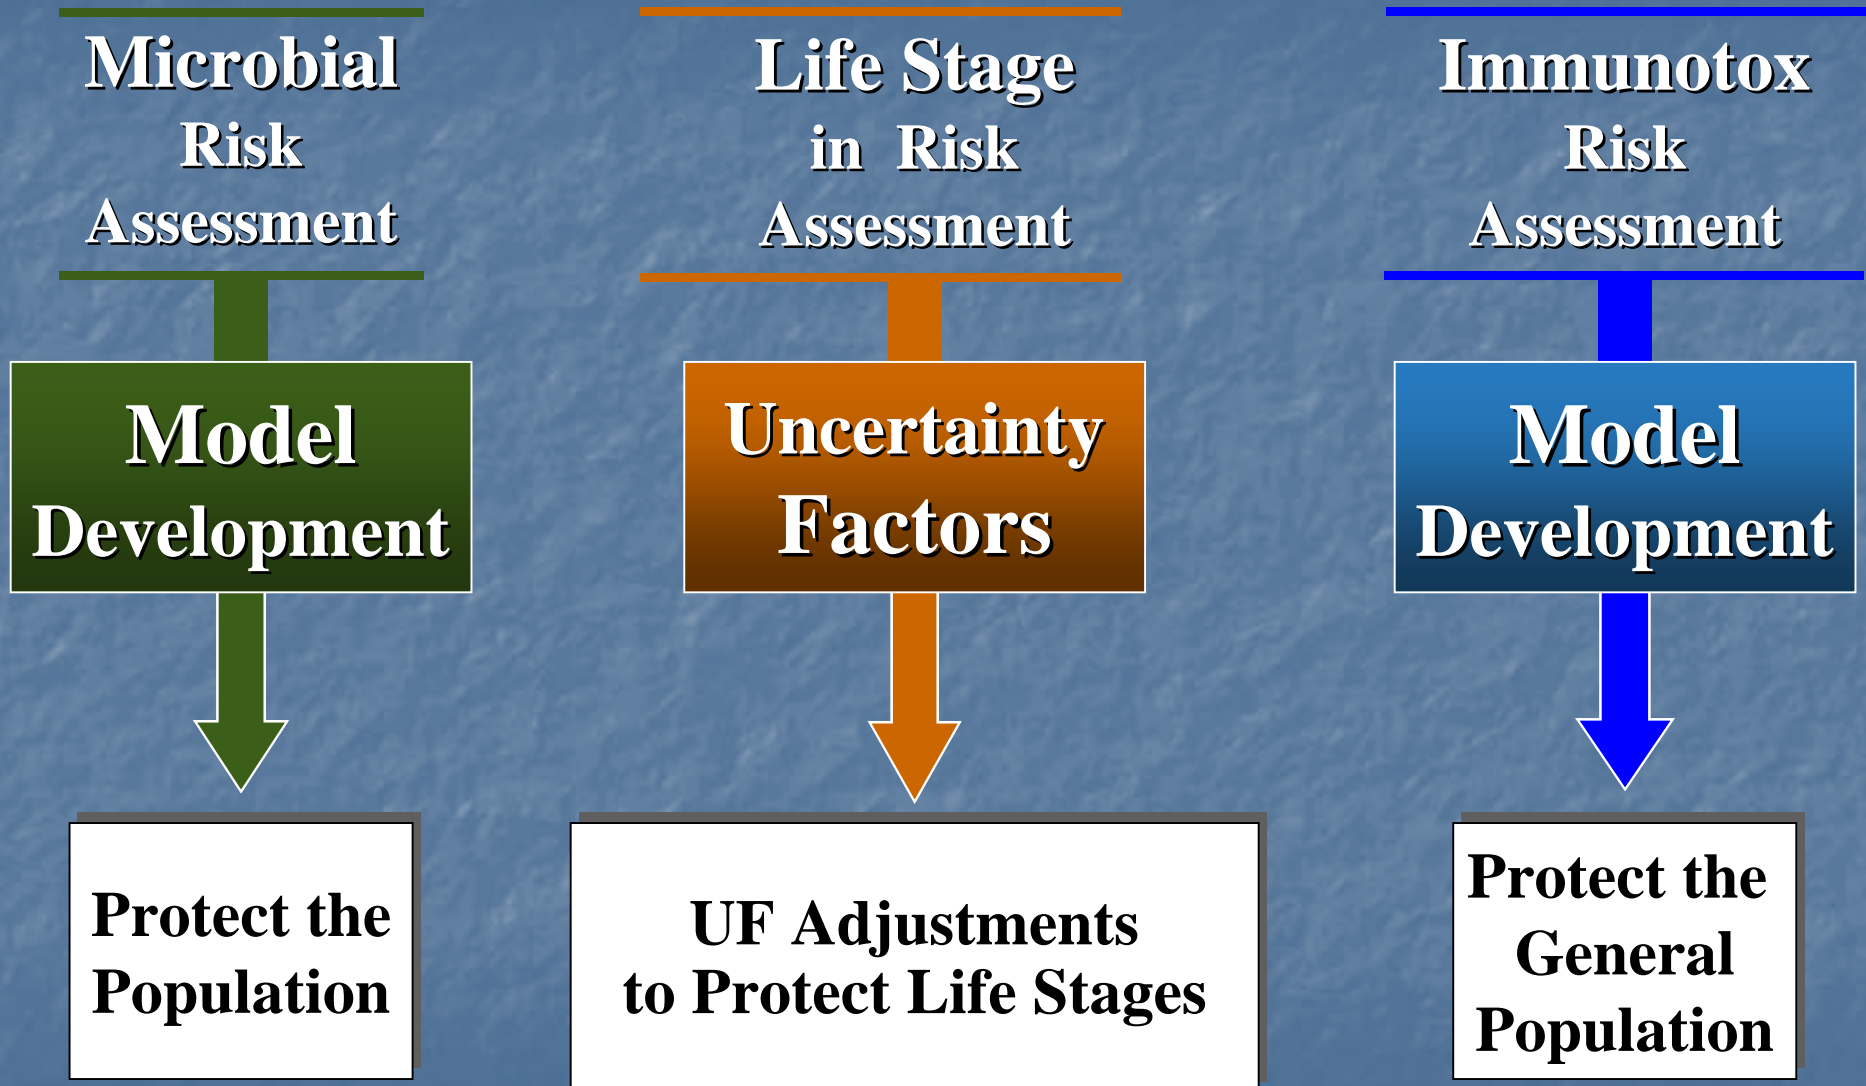 Microbial
Risk
Assessment
Life Stage
in Risk
Assessment
Immunotox
Risk
Assessment
Model
Development
Uncertainty
Factors
Model
Development
Protect the
Population
UF Adjustments
to Protect Life Stages
Protect the
General
Population